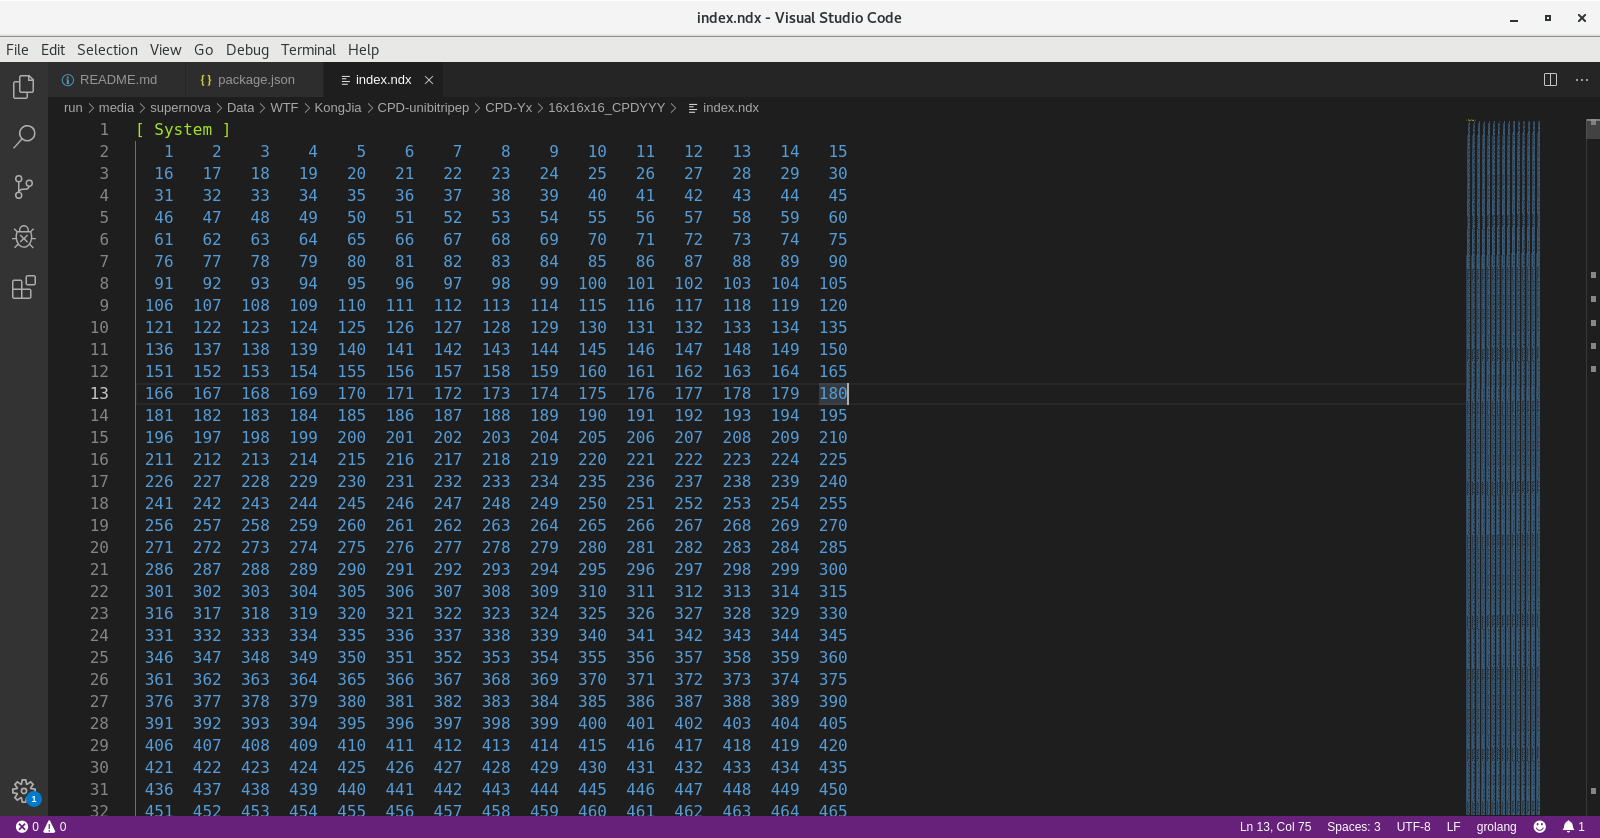 index.ndx - Visual Studio Code
File Edit Selection View Go Debug Terminal Help
README.md {} package.json index.ndx
run > media > supernova > Data > WTF > KongJia > CPD-unibitripep > CPD-Yx > 16x16x16_CPDYYY > index.ndx
1 [ System ]
2 1 2 3 4 5 6 7 8 9 10 11 12 13 14 15
3 16 17 18 19 20 21 22 23 24 25 26 27 28 29 30
4 31 32 33 34 35 36 37 38 39 40 41 42 43 44 45
5 46 47 48 49 50 51 52 53 54 55 56 57 58 59 60
6 61 62 63 64 65 66 67 68 69 70 71 72 73 74 75
7 76 77 78 79 80 81 82 83 84 85 86 87 88 89 90
8 91 92 93 94 95 96 97 98 99 100 101 102 103 104 105
9 106 107 108 109 110 111 112 113 114 115 116 117 118 119 120
10 121 122 123 124 125 126 127 128 129 130 131 132 133 134 135
11 136 137 138 139 140 141 142 143 144 145 146 147 148 149 150
12 151 152 153 154 155 156 157 158 159 160 161 162 163 164 165
13 166 167 168 169 170 171 172 173 174 175 176 177 178 179 180
14 181 182 183 184 185 186 187 188 189 190 191 192 193 194 195
15 196 197 198 199 200 201 202 203 204 205 206 207 208 209 210
16 211 212 213 214 215 216 217 218 219 220 221 222 223 224 225
17 226 227 228 229 230 231 232 233 234 235 236 237 238 239 240
18 241 242 243 244 245 246 247 248 249 250 251 252 253 254 255
19 256 257 258 259 260 261 262 263 264 265 266 267 268 269 270
20 271 272 273 274 275 276 277 278 279 280 281 282 283 284 285
21 286 287 288 289 290 291 292 293 294 295 296 297 298 299 300
22 301 302 303 304 305 306 307 308 309 310 311 312 313 314 315
23 316 317 318 319 320 321 322 323 324 325 326 327 328 329 330
24 331 332 333 334 335 336 337 338 339 340 341 342 343 344 345
25 346 347 348 349 350 351 352 353 354 355 356 357 358 359 360
26 361 362 363 364 365 366 367 368 369 370 371 372 373 374 375
27 376 377 378 379 380 381 382 383 384 385 386 387 388 389 390
28 391 392 393 394 395 396 397 398 399 400 401 402 403 404 405
29 406 407 408 409 410 411 412 413 414 415 416 417 418 419 420
30 421 422 423 424 425 426 427 428 429 430 431 432 433 434 435
31 436 437 438 439 440 441 442 443 444 445 446 447 448 449 450
32 451 452 453 454 455 456 457 458 459 460 461 462 463 464 465
1
0 0 Ln 13, Col 75 Spaces: 3 UTF-8 LF grolang 1